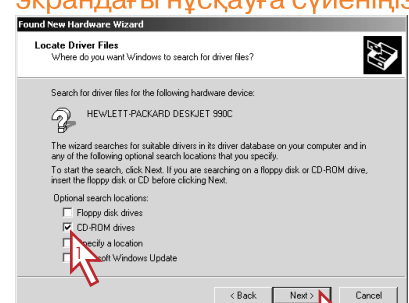 экрандағы нұсқауға сүйеніңіз
Found New Hardware Wizard
Locate Driver Files
Where do you want Windows to search for driver files?
Search for driver files for the following hardware device:
HEWLETT-PACKARD DESKJET 990C
The wizard searches for suitable drivers in its driver database on your computer and in
any of the following optional search locations that you specify.
To start the search, click Next. If you are searching on a floppy disk or CD-ROM drive,
insert the floppy disk or CD before clicking Next.
Optional search locations:
Floppy disk drives
CD-ROM drives
a location
Windows Update
1
< Back Next > Cancel